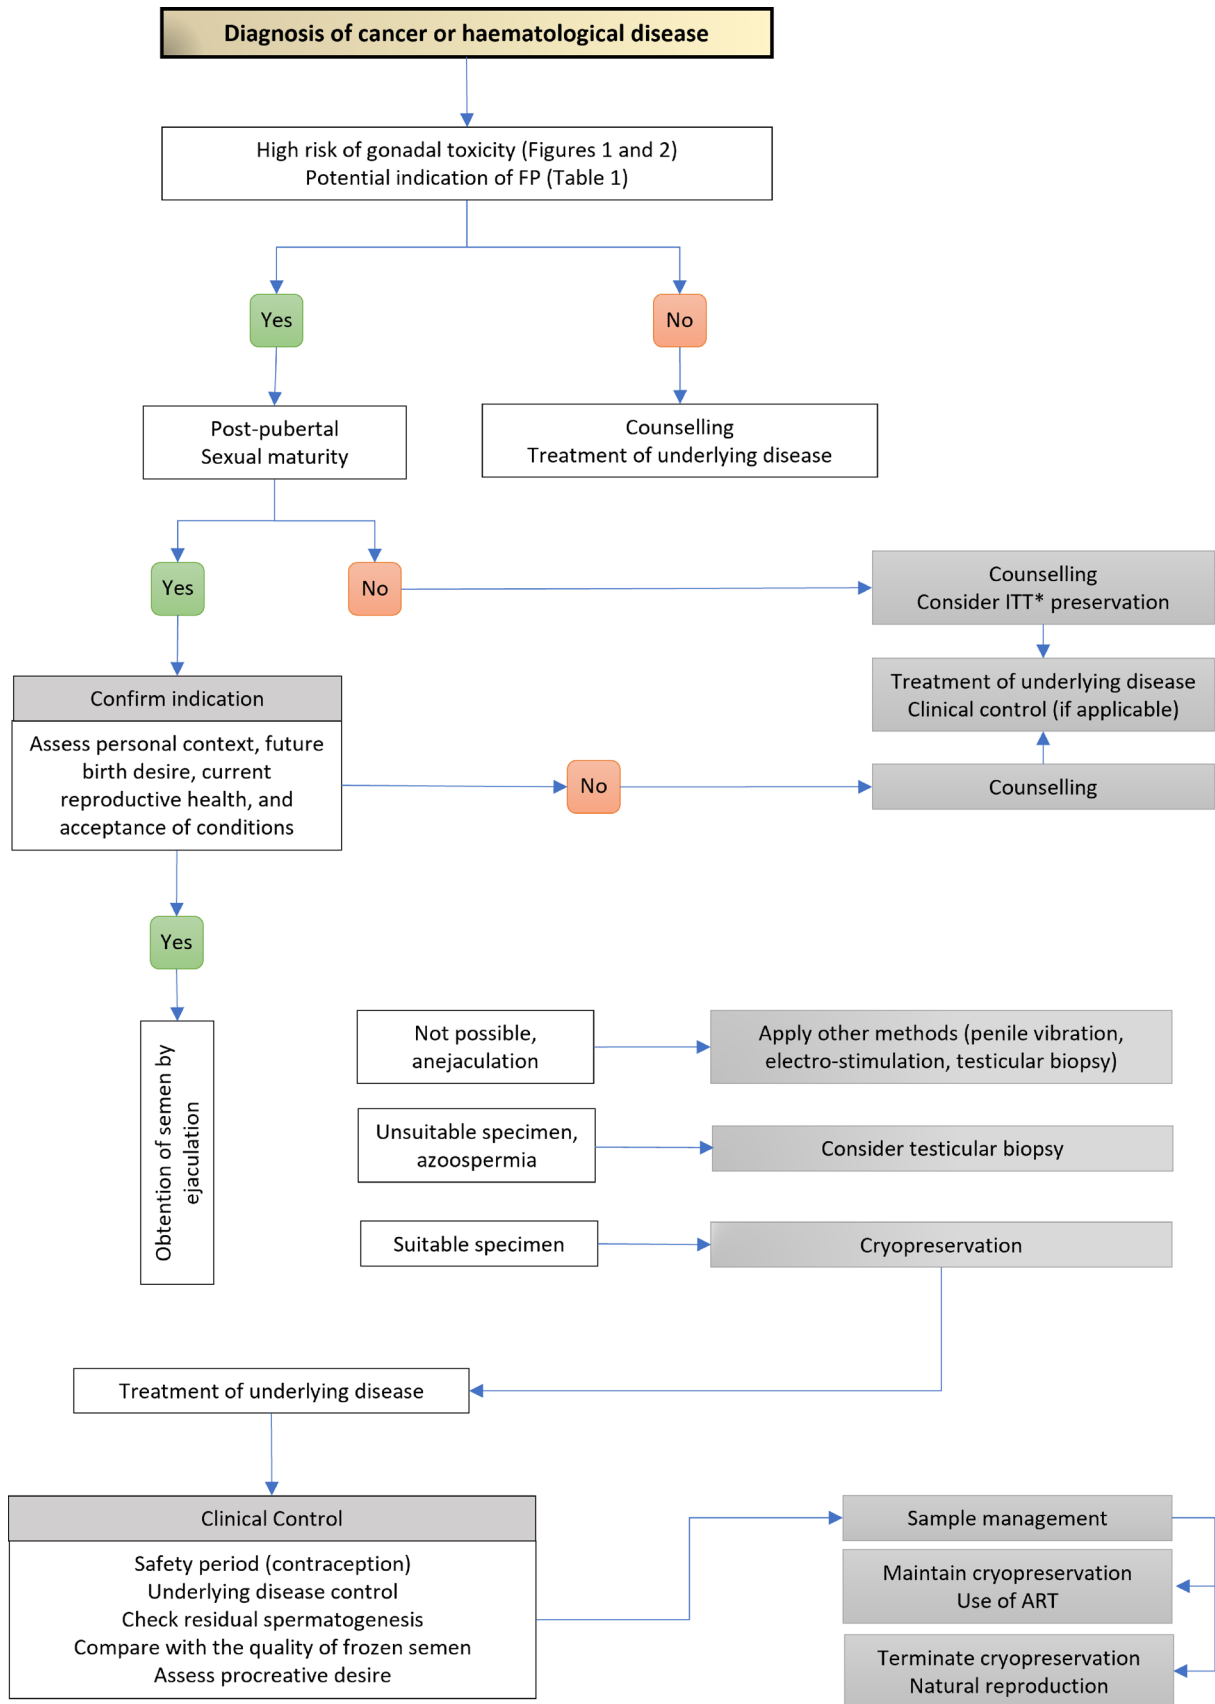 Diagnosis of cancer or haematological disease
High risk of gonadal toxicity (Figures 1 and 2)
Potential indication of FP (Table 1)
Yes
No
Post-pubertal
Sexual maturity
Counselling
Treatment of underlying disease
Yes
No
Counselling
Consider ITT* preservation
Treatment of underlying disease
Clinical control (if applicable)
Confirm indication
Assess personal context, future
birth desire, current
reproductive health, and
acceptance of conditions
No
Counselling
Yes
Obtention of semen by
ejaculation
Not possible,
anejaculation
Apply other methods (penile vibration,
electro-stimulation, testicular biopsy)
Unsuitable specimen,
azoospermia
Consider testicular biopsy
Suitable specimen
Cryopreservation
Treatment of underlying disease
Clinical Control
Safety period (contraception)
Underlying disease control
Check residual spermatogenesis
Compare with the quality of frozen semen
Assess procreative desire
Sample management
Maintain cryopreservation
Use of ART
Terminate cryopreservation
Natural reproduction